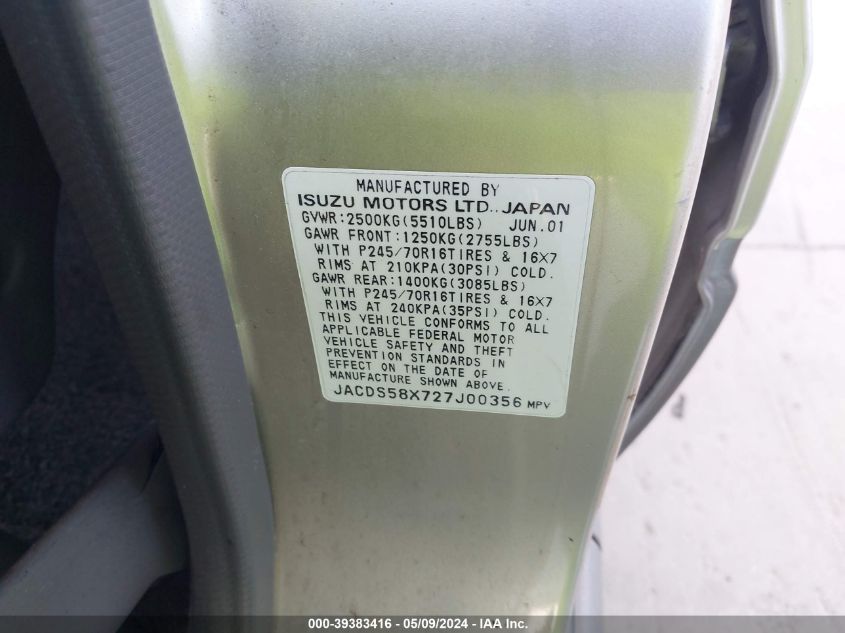 MANUFACTURED BY
ISUZU MOTORS LTD., JAPAN
GVWR:2500KG(5510LBS) JUN.01
GAWR FRONT:1250KG(2755LBS)
WITH P245/70R16TIRES & 16X7
RIMS AT 210KPA(30PSI) COLD.
GAWR REAR:1400KG(3085LBS)
WITH P245/70R16TIRES & 16X7
RIMS AT 240KPA(35PSI) COLD.
THIS VEHICLE CONFORMS TO ALL
APPLICABLE FEDERAL MOTOR
VEHICLE SAFETY AND THEFT
PREVENTION STANDARDS IN
EFFECT ON THE DATE OF
MANUFACTURE SHOWN ABOVE.
JACDS58X727J00356 MPV
000-39383416 - 05/09/2024 - IAA Inc.